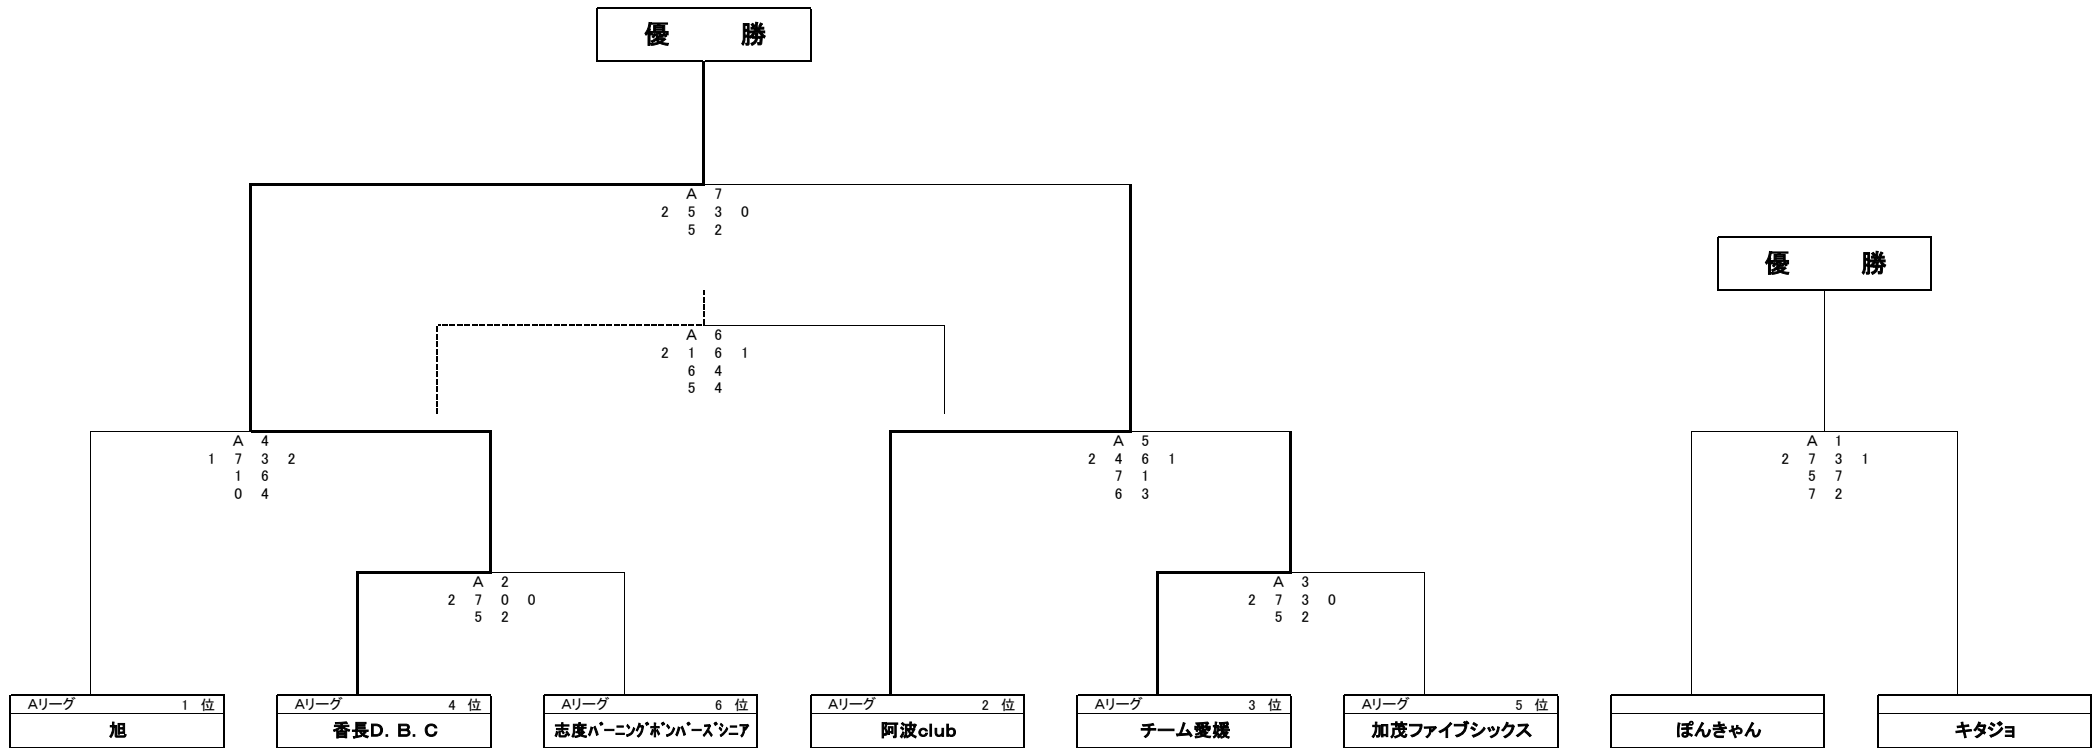 優　勝
A 7
2 5 3 0
5 2
優　勝
A 6
2 1 6 1
6 4
5 4
A 4
1 7 3 2
1 6
0 4
A 5
2 4 6 1
7 1
6 3
A 1
2 7 3 1
5 7
7 2
A 2
2 7 0 0
5 2
A 3
2 7 3 0
5 2
Aリーグ 1 位
旭
Aリーグ 4 位
香長D．B．C
Aリーグ 6 位
志度ﾊﾞｰﾆﾝｸﾞﾎﾞﾝﾊﾞｰｽﾞｼﾆｱ
Aリーグ 2 位
阿波club
Aリーグ 3 位
チーム愛媛
Aリーグ 5 位
加茂ファイブシックス
ぽんきゃん
キタジョ